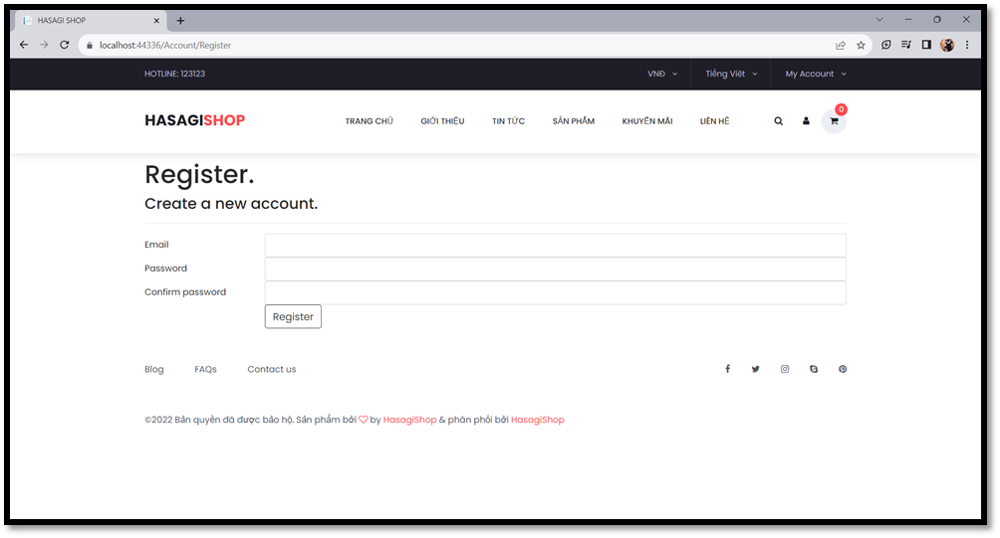 HASAGI SHOP
localhost:44336/Account/Register
HOTLINE: 123123 VNĐ Tiếng Việt My Account
HASAGISHOP TRANG CHỦ GIỚI THIỆU TIN TỨC SẢN PHẨM KHUYẾN MÃI LIÊN HỆ 0
Register.
Create a new account.
Email
Password
Confirm password
Register
Blog FAQs Contact us
©2022 Bản quyền đã được bảo hộ. Sản phẩm bởi by HasagiShop & phân phối bởi HasagiShop